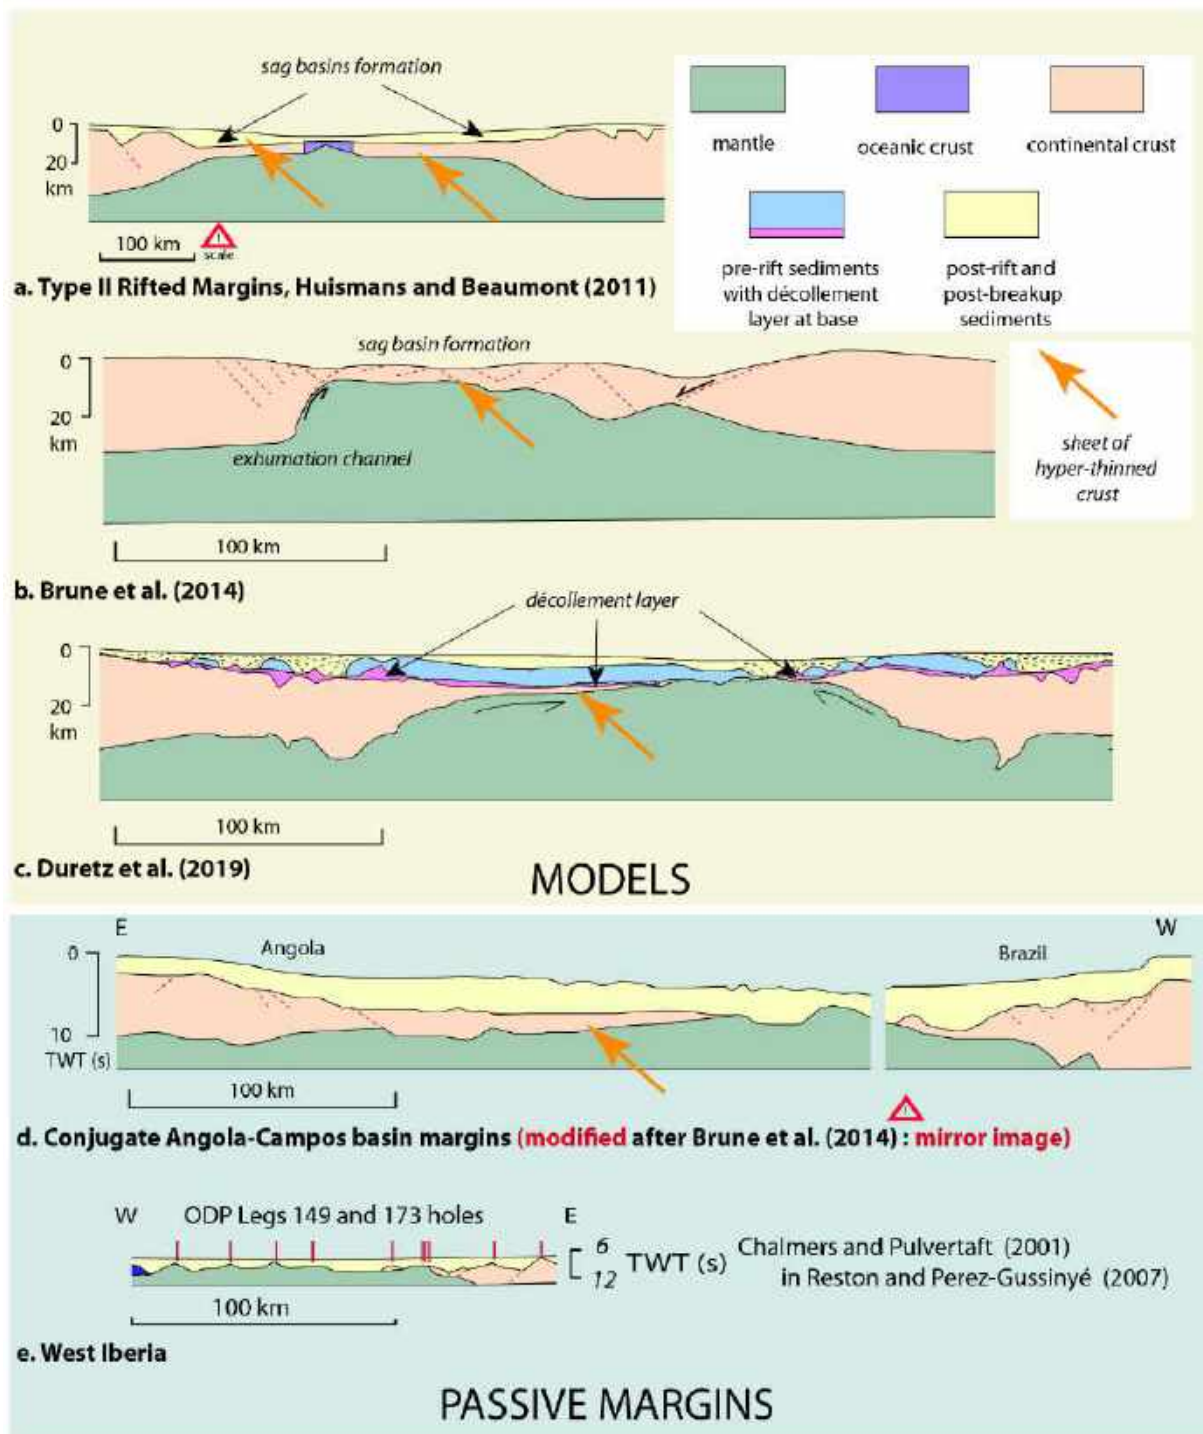 sag basins formation
0
20
km
100 km
!
scale
a. Type II Rifted Margins, Huismans and Beaumont (2011)
mantle
oceanic crust
continental crust
pre-rift sediments
with décollement
layer at base
post-rift and
post-breakup
sediments
sag basin formation
0
20
km
exhumation channel
100 km
sheet of
hyper-thinned
crust
b. Brune et al. (2014)
décollement layer
0
20
km
100 km
c. Duretz et al. (2019)
MODELS
E
W
Angola
Brazil
0
10
TWT (s)
100 km
!
d. Conjugate Angola-Campos basin margins (modified after Brune et al. (2014) : mirror image)
W ODP Legs 149 and 173 holes E
6
12
TWT (s)
Chalmers and Pulvertaft (2001)
in Reston and Perez-Gussinyé (2007)
100 km
e. West Iberia
PASSIVE MARGINS